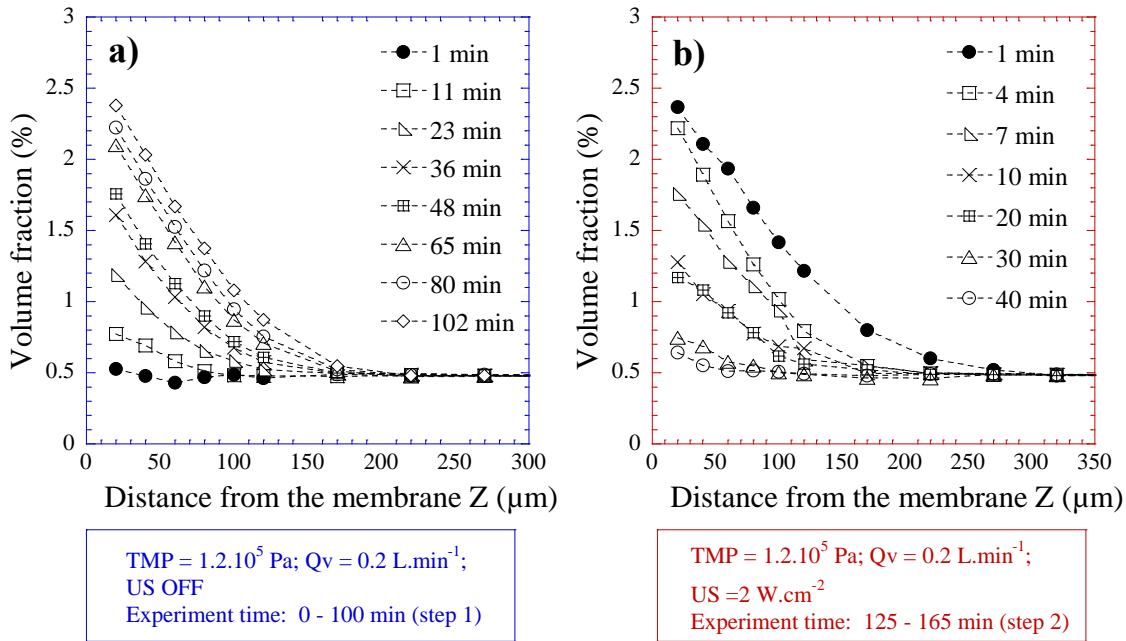 a)
3
2.5
2
1.5
1
0.5
0
Volume fraction (%)
1 min
11 min
23 min
36 min
48 min
65 min
80 min
102 min
0 50 100 150 200 250 300
Distance from the membrane Z (µm)
TMP = 1.2.10⁵ Pa; Qv = 0.2 L.min⁻¹;
US OFF
Experiment time: 0 - 100 min (step 1)
b)
3
2.5
2
1.5
1
0.5
0
Volume fraction (%)
1 min
4 min
7 min
10 min
20 min
30 min
40 min
0 50 100 150 200 250 300 350
Distance from the membrane Z (µm)
TMP = 1.2.10⁵ Pa; Qv = 0.2 L.min⁻¹;
US =2 W.cm⁻²
Experiment time: 125 - 165 min (step 2)